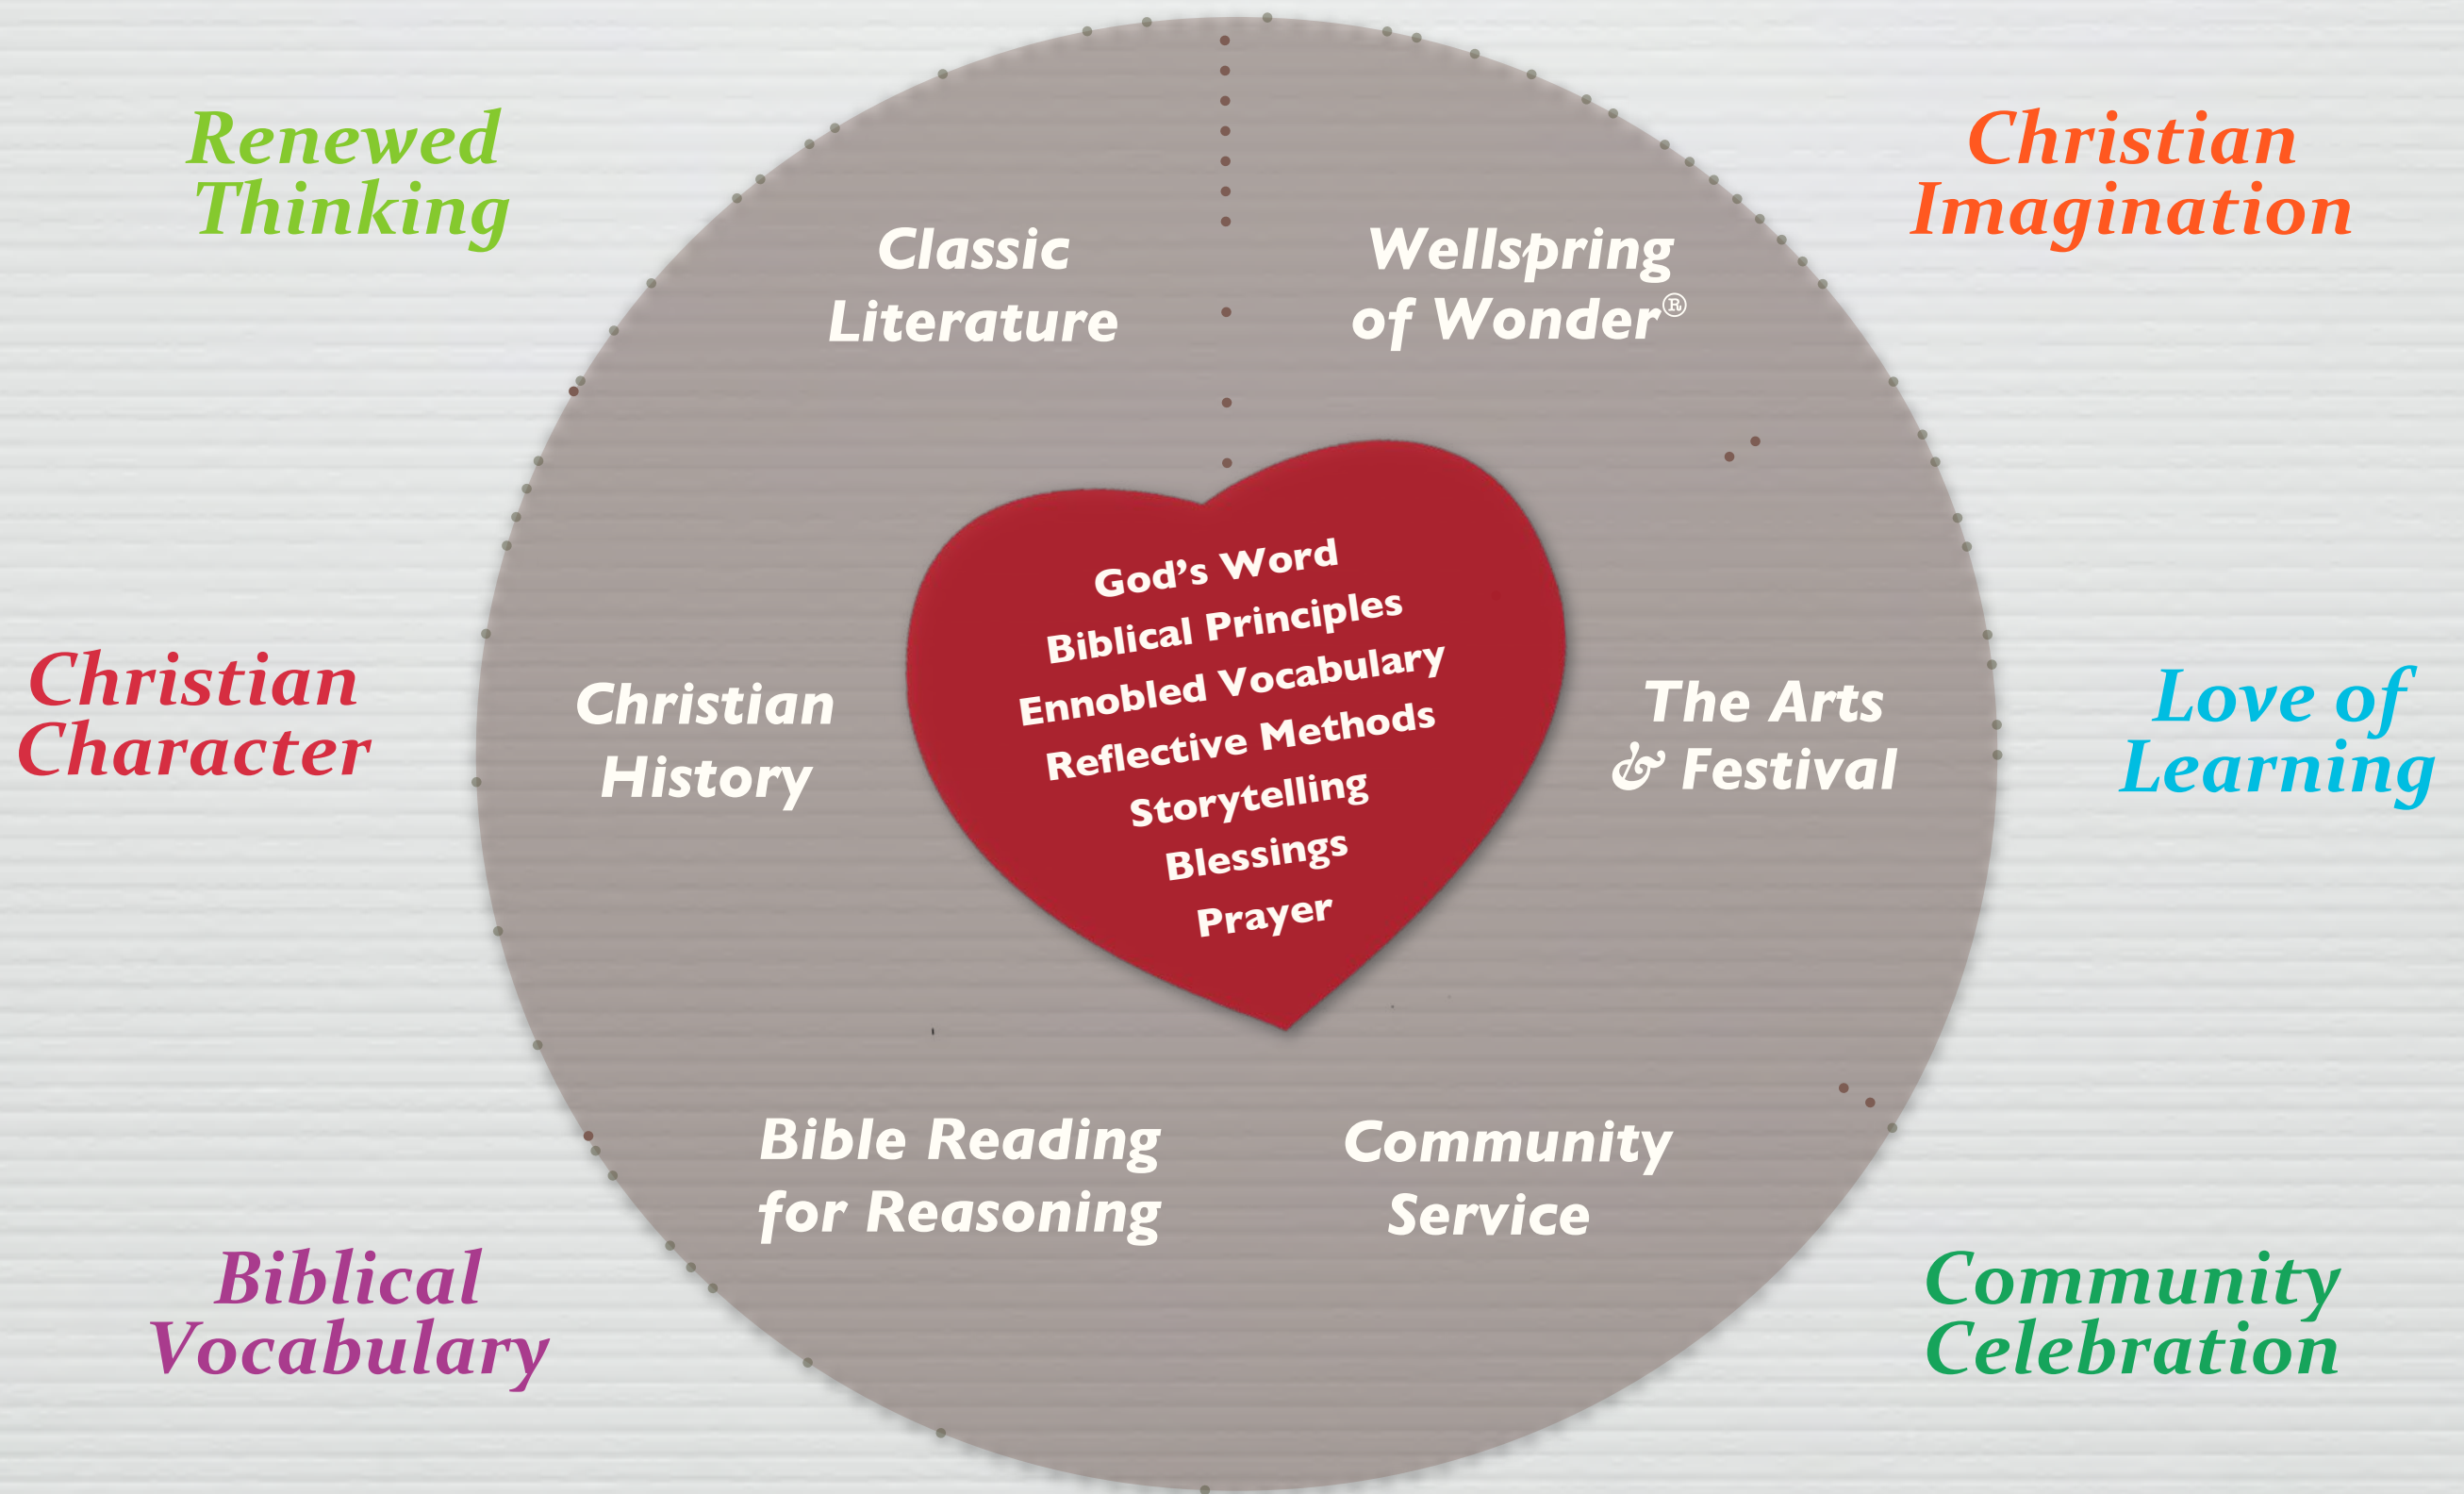 Renewed
Thinking
Christian
Imagination
Classic
Literature
Wellspring
of Wonder®
God’s Word
Biblical Principles
Ennobled Vocabulary
Reflective Methods
Storytelling
Blessings
Prayer
Christian
Character
Christian
History
The Arts
& Festival
Love of
Learning
Bible Reading
for Reasoning
Community
Service
Biblical
Vocabulary
Community
Celebration